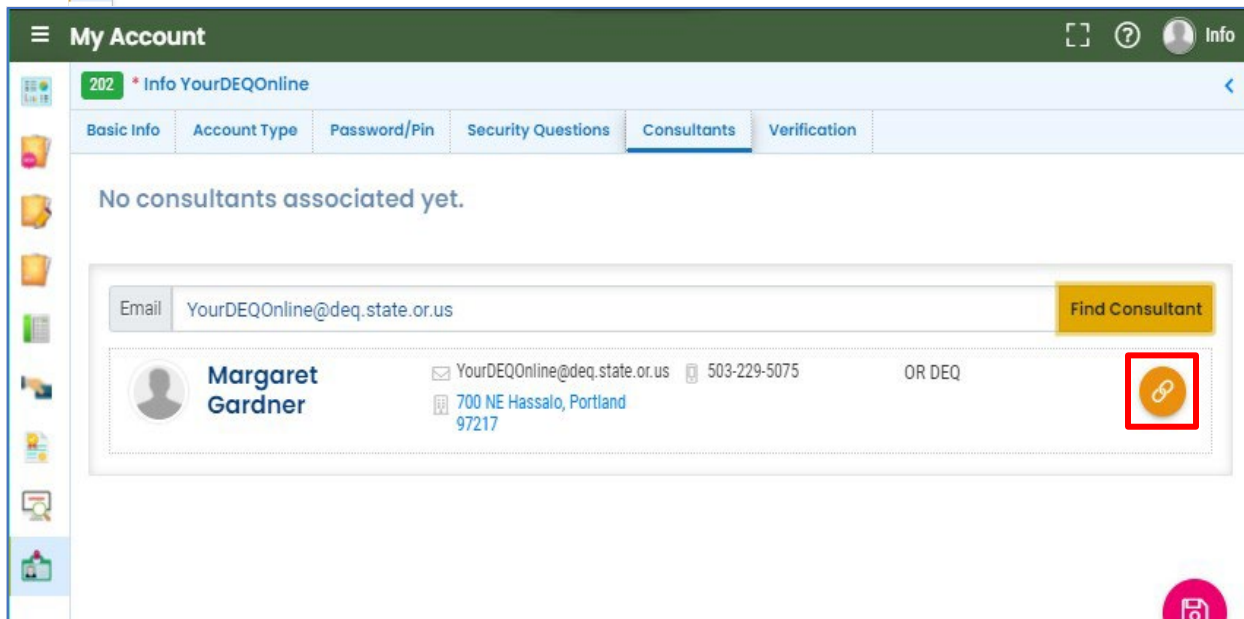 My Account
Info
202 * Info YourDEQOnline
Basic Info Account Type Password/Pin Security Questions Consultants Verification
No consultants associated yet.
Email YourDEQOnline@deq.state.or.us Find Consultant
Margaret Gardner
YourDEQOnline@deq.state.or.us 503-229-5075 OR DEQ
700 NE Hassalo, Portland
97217